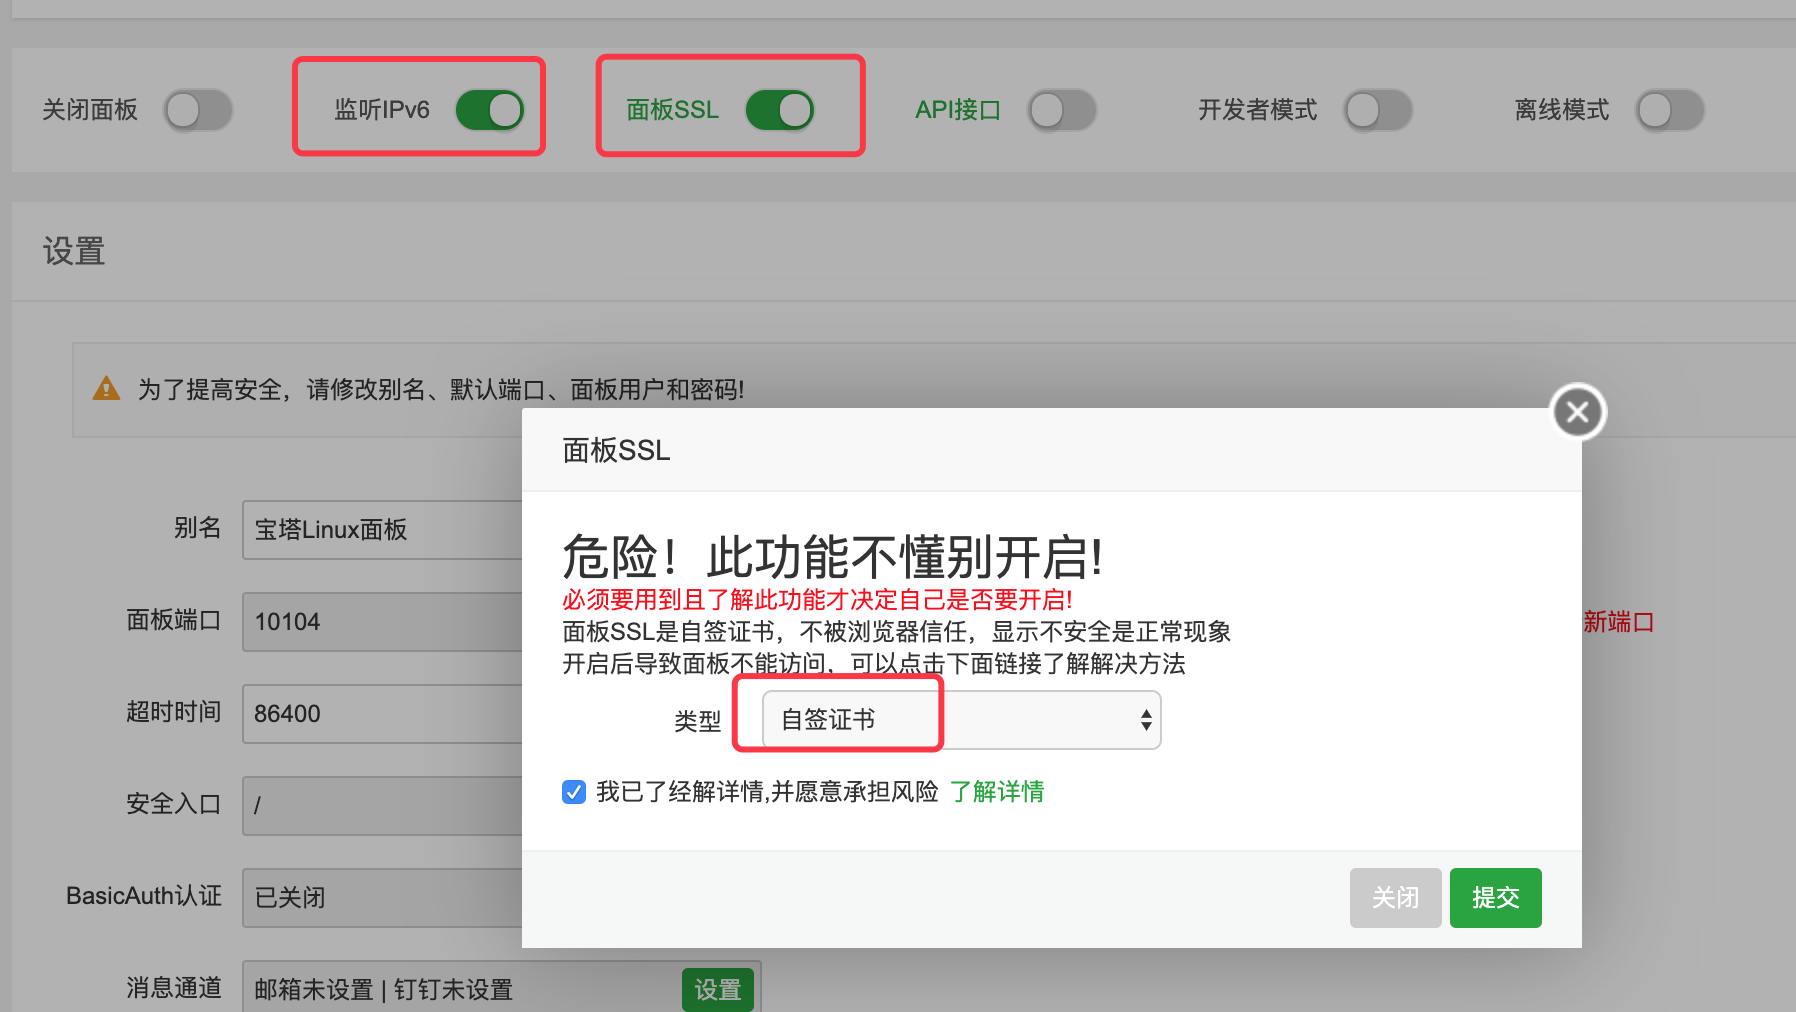 关闭面板
监听IPv6
面板SSL
API接口
开发者模式
离线模式
设置
为了提高安全，请修改别名、默认端口、面板用户和密码!
别名
宝塔Linux面板
面板端口
10104
新端口
超时时间
86400
安全入口
/
BasicAuth认证
已关闭
消息通道
邮箱未设置 | 钉钉未设置
设置
面板SSL
危险！此功能不懂别开启!
必须要用到且了解此功能才决定自己是否要开启!
面板SSL是自签证书，不被浏览器信任，显示不安全是正常现象
开启后导致面板不能访问，可以点击下面链接了解解决方法
类型
自签证书
我已了经解详情,并愿意承担风险 了解详情
关闭
提交